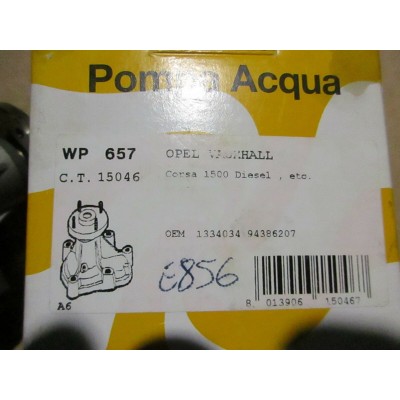 Pompa Acqua
WP 657
OPEL VAUXHALL
C.T. 15046
Corsa 1500 Diesel , etc.
OEM 1334034 94386207
E856
A6
8 013906 150467